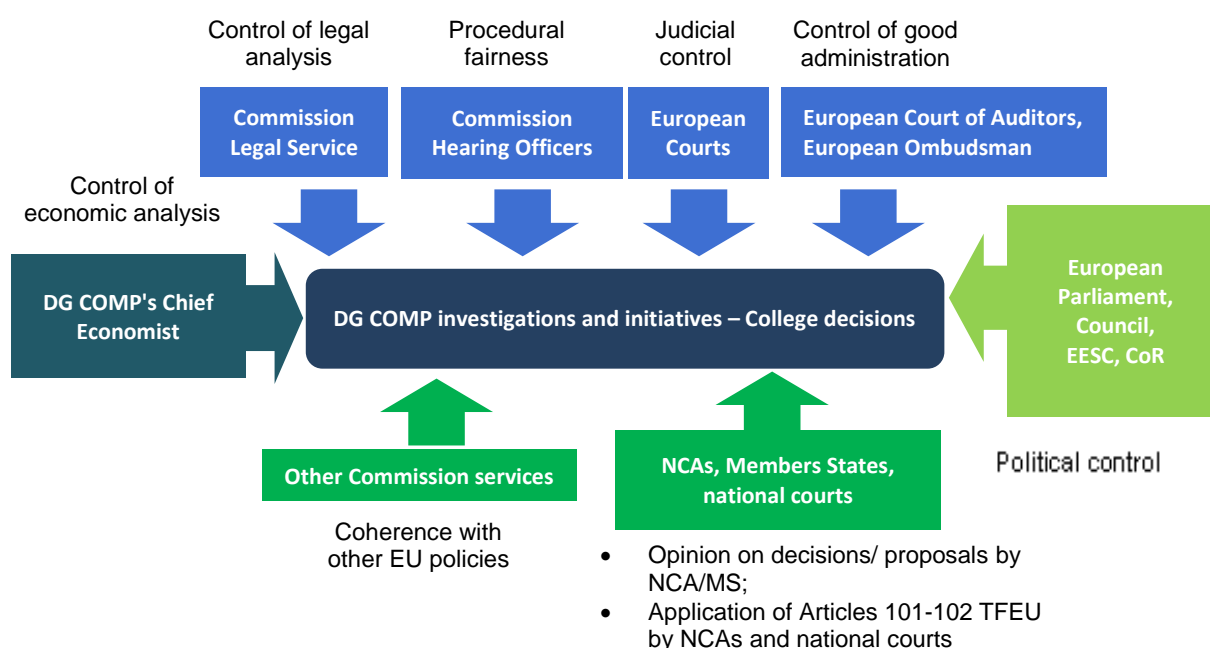 Control of legal
analysis
Procedural
fairness
Judicial
control
Control of good
administration
Commission
Legal Service
Commission
Hearing Officers
European
Courts
European Court of Auditors,
European Ombudsman
Control of
economic analysis
DG COMP's Chief
Economist
DG COMP investigations and initiatives – College decisions
European
Parliament,
Council,
EESC, CoR
Other Commission services
NCAs, Members States,
national courts
Political control
Coherence with
other EU policies
• Opinion on decisions/ proposals by
NCA/MS;
• Application of Articles 101-102 TFEU
by NCAs and national courts